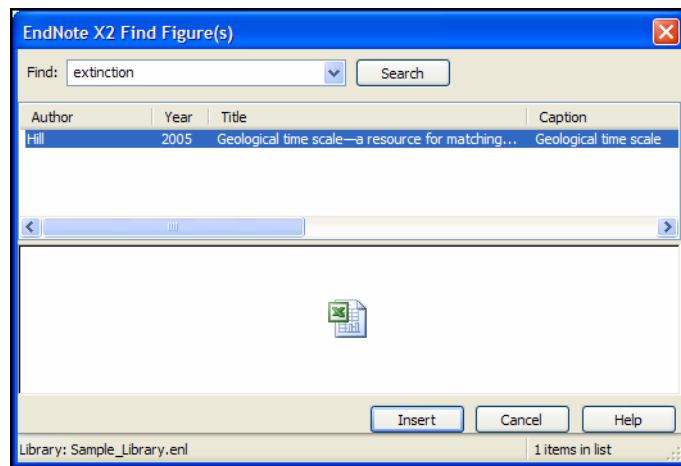 EndNote X2 Find Figure(s)
Find: extinction Search
Author Year Title Caption
Hill 2005 Geological time scale—a resource for matching... Geological time scale
Insert Cancel Help
Library: Sample_Library.enl 1 items in list